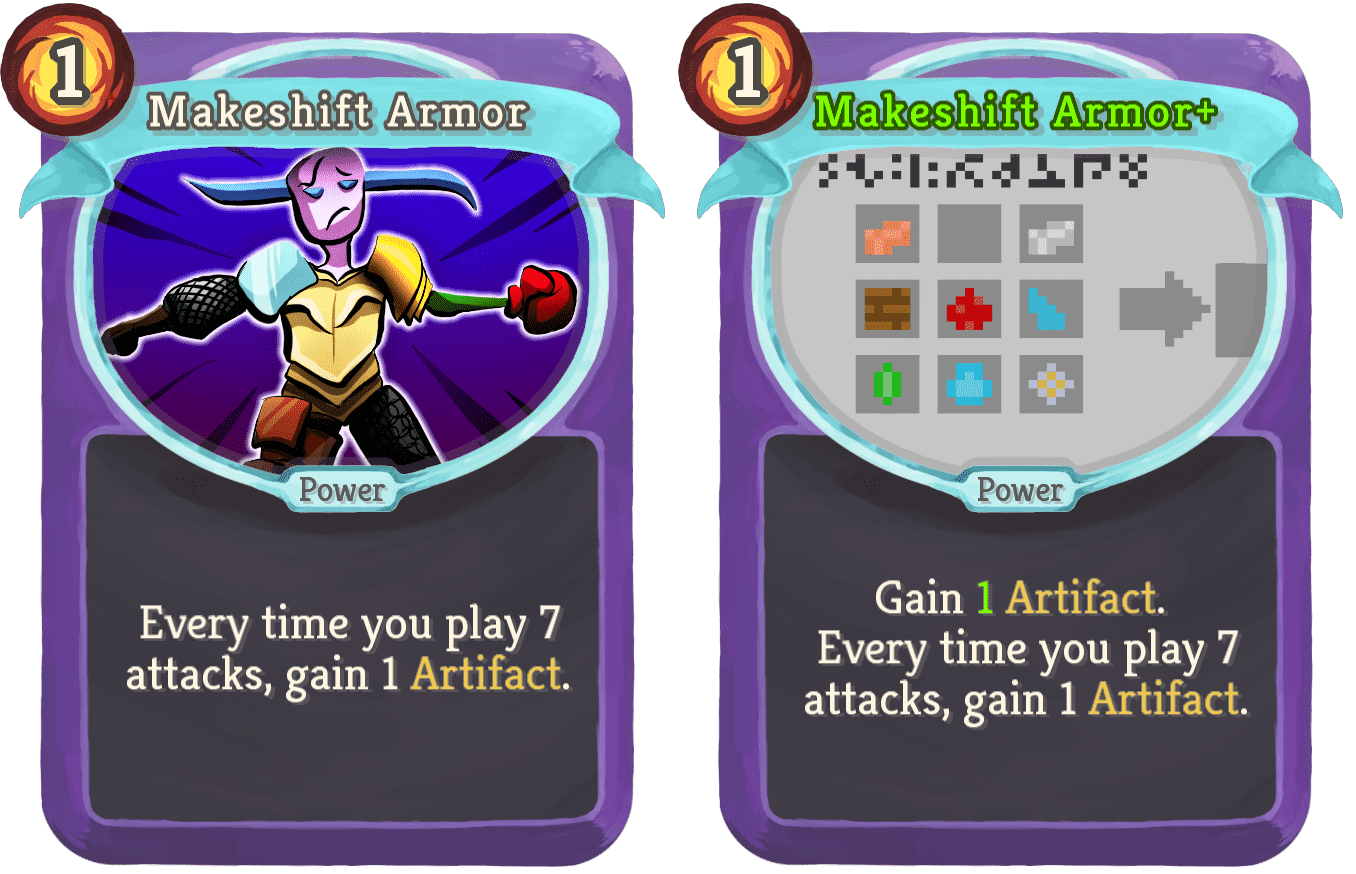 1
Makeshift Armor
Power
Every time you play 7
attacks, gain 1 Artifact.
1
Makeshift Armor+
Power
Gain 1 Artifact.
Every time you play 7
attacks, gain 1 Artifact.